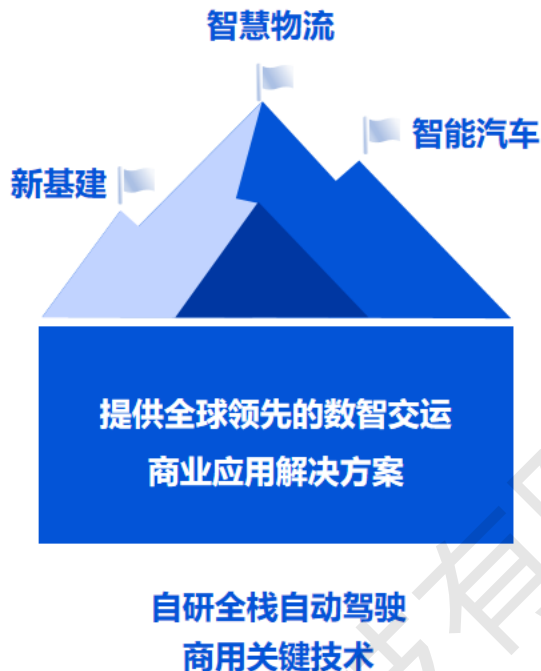 智慧物流
智能汽车
新基建
提供全球领先的数智交运
商业应用解决方案
自研全栈自动驾驶
商用关键技术